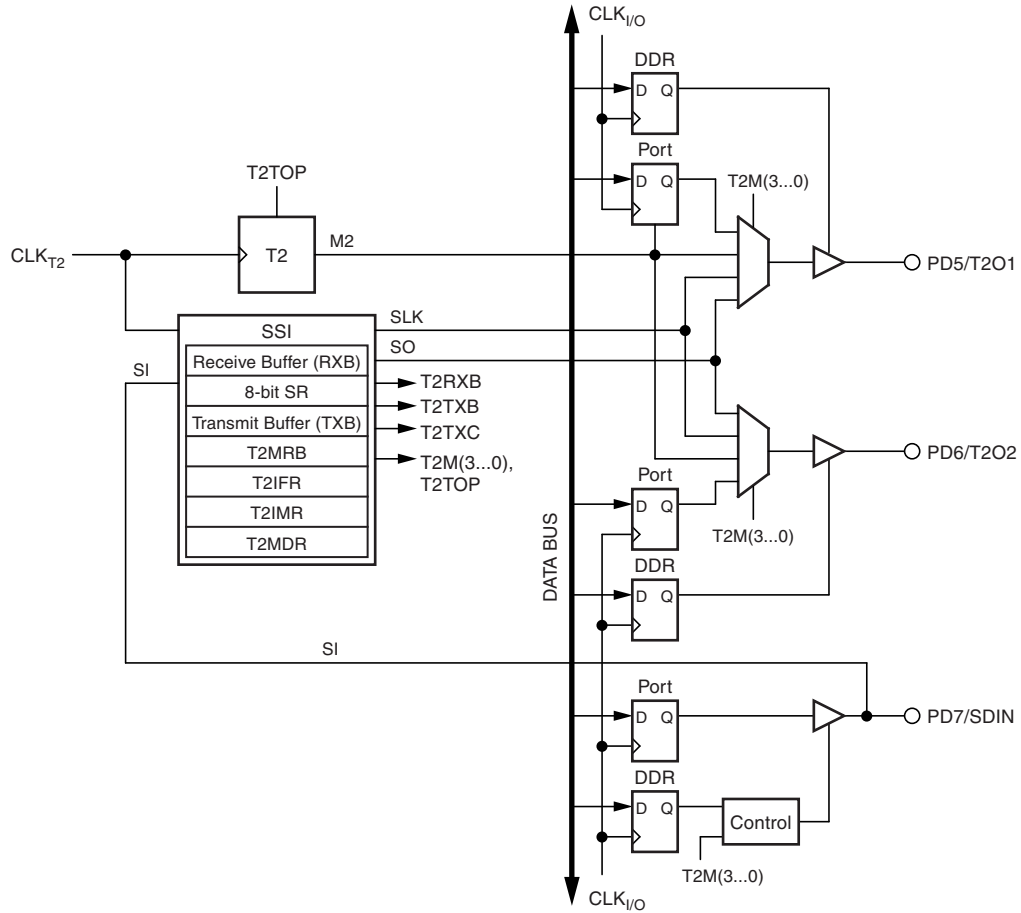 CLKI/O
DDR
D Q
Port
D Q
T2M(3...0)
T2TOP
CLKT2
T2
M2
PD5/T2O1
SSI
SLK
SO
SI
Receive Buffer (RXB)
8-bit SR
Transmit Buffer (TXB)
T2MRB
T2IFR
T2IMR
T2MDR
T2RXB
T2TXB
T2TXC
T2M(3...0),
T2TOP
PD6/T2O2
Port
D Q
T2M(3...0)
DATA BUS
DDR
D Q
SI
Port
D Q
PD7/SDIN
DDR
D Q
Control
T2M(3...0)
CLKI/O